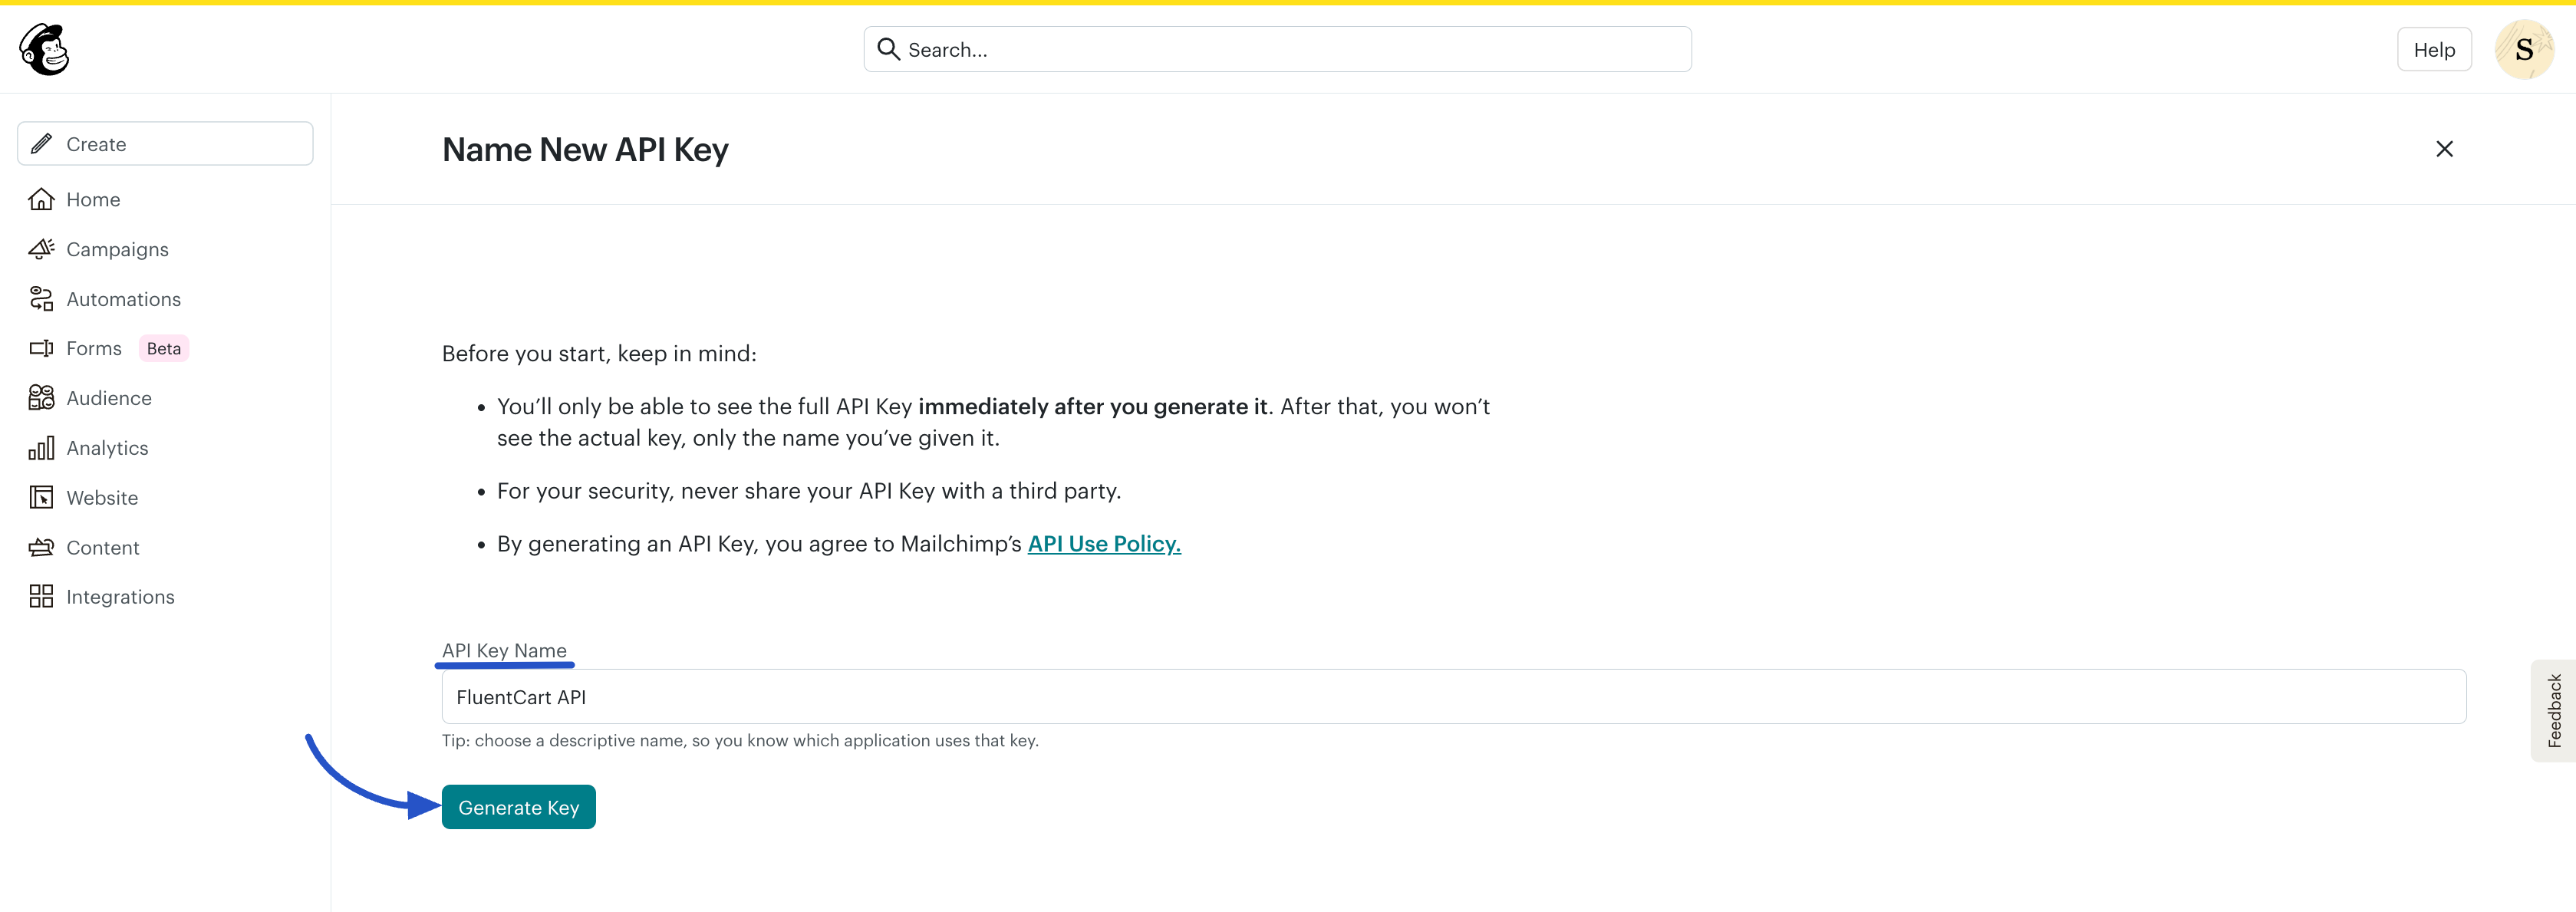 Search...
Help
S
Create
Home
Campaigns
Automations
Forms Beta
Audience
Analytics
Website
Content
Integrations
Name New API Key
Before you start, keep in mind:
• You’ll only be able to see the full API Key immediately after you generate it. After that, you won’t
see the actual key, only the name you’ve given it.
• For your security, never share your API Key with a third party.
• By generating an API Key, you agree to Mailchimp’s API Use Policy.
API Key Name
FluentCart API
Tip: choose a descriptive name, so you know which application uses that key.
Generate Key
Feedback